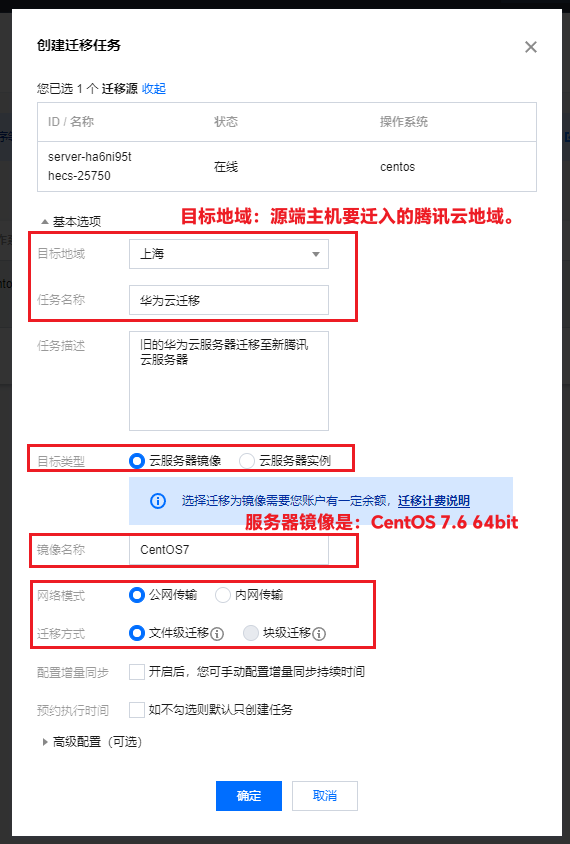 创建迁移任务
您已选 1 个 迁移源 收起
ID / 名称 状态 操作系统
server-ha6ni95t
hecs-25750
在线 centos
目标地域：源端主机要迁入的腾讯云地域。
基本选项
目标地域 上海
任务名称 华为云迁移
任务描述 旧的华为云服务器迁移至新腾讯
云服务器
目标类型 云服务器镜像 云服务器实例
选择迁移为镜像需要您账户有一定余额，迁移计费说明
服务器镜像是：CentOS 7.6 64bit
镜像名称 CentOS7
网络模式 公网传输 内网传输
迁移方式 文件级迁移 块级迁移
配置增量同步 开启后，您可手动配置增量同步持续时间
预约执行时间 如不勾选则默认只创建任务
高级配置（可选）
确定 取消